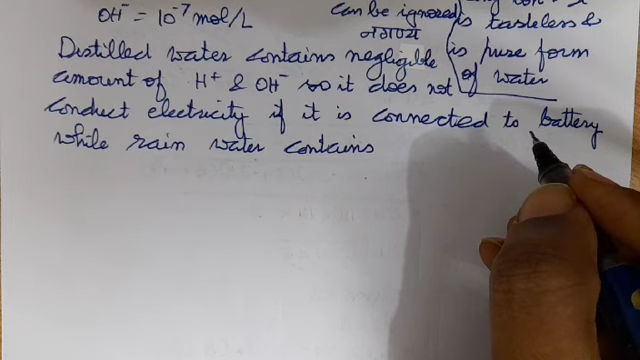 OH⁻ = 10⁻⁷ mol/L
can be ignored
नगण्य
is tasteless &
is pure form
of water
Distilled water contains negligible
amount of H⁺ & OH⁻ so it does not
conduct electricity if it is connected to battery
while rain water contains